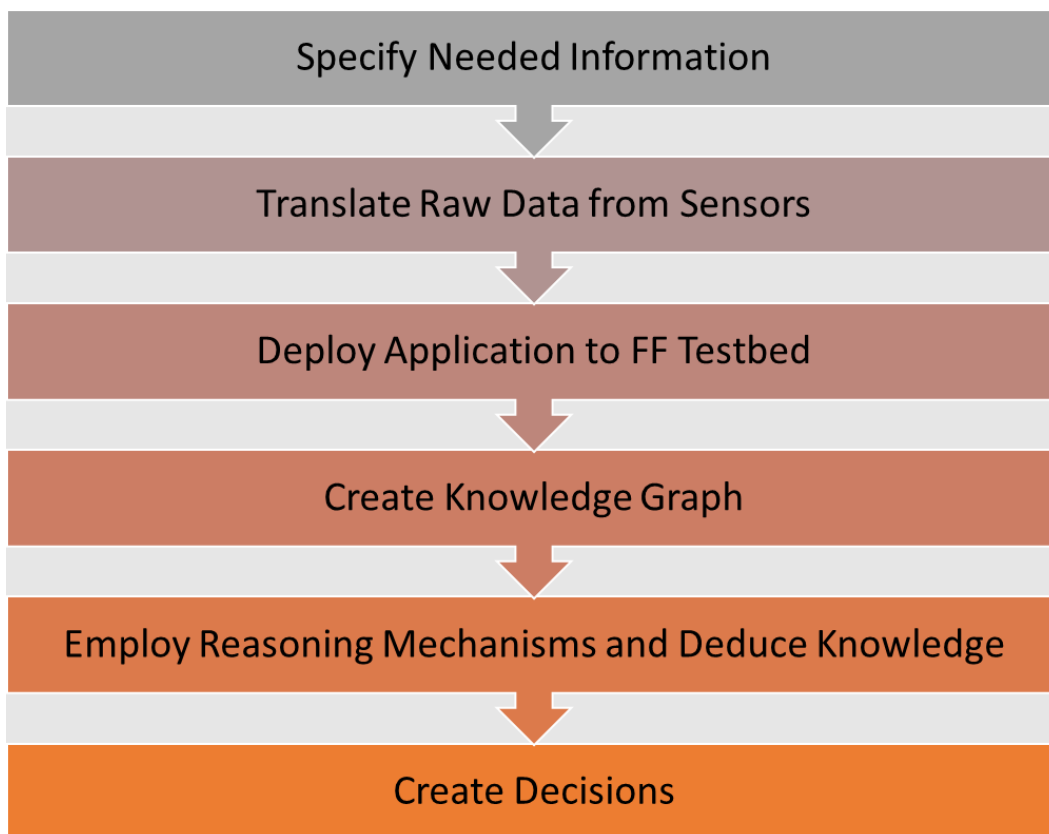 Specify Needed Information
Translate Raw Data from Sensors
Deploy Application to FF Testbed
Create Knowledge Graph
Employ Reasoning Mechanisms and Deduce Knowledge
Create Decisions